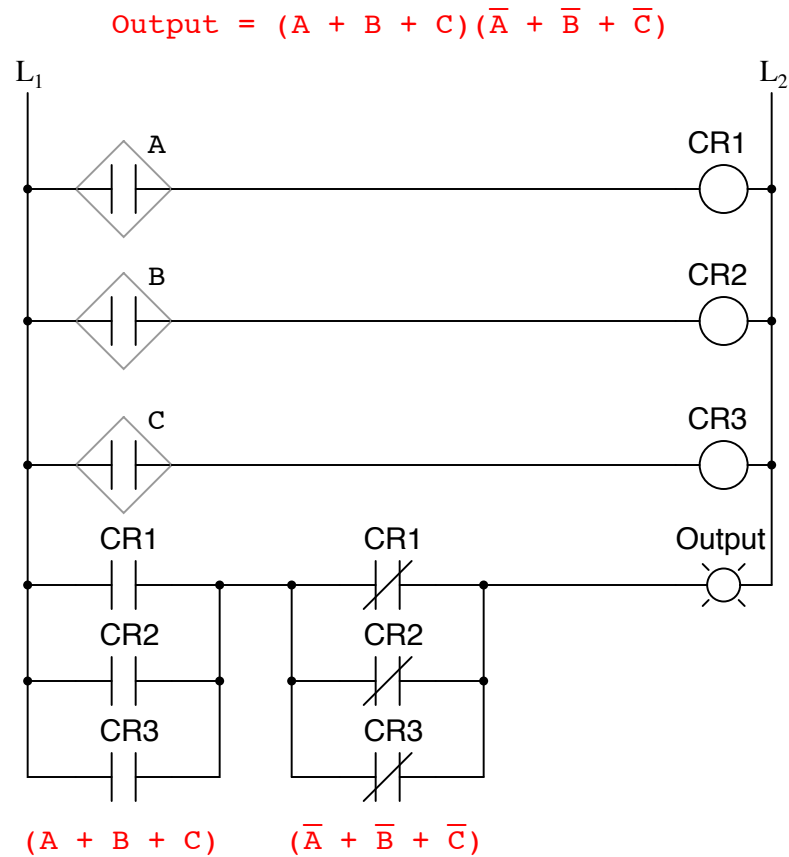 Output = (A + B + C)(A̅ + B̅ + C̅)
L₁ L₂
A CR1
B CR2
C CR3
CR1 CR1 Output
CR2 CR2
CR3 CR3
(A + B + C) (A̅ + B̅ + C̅)